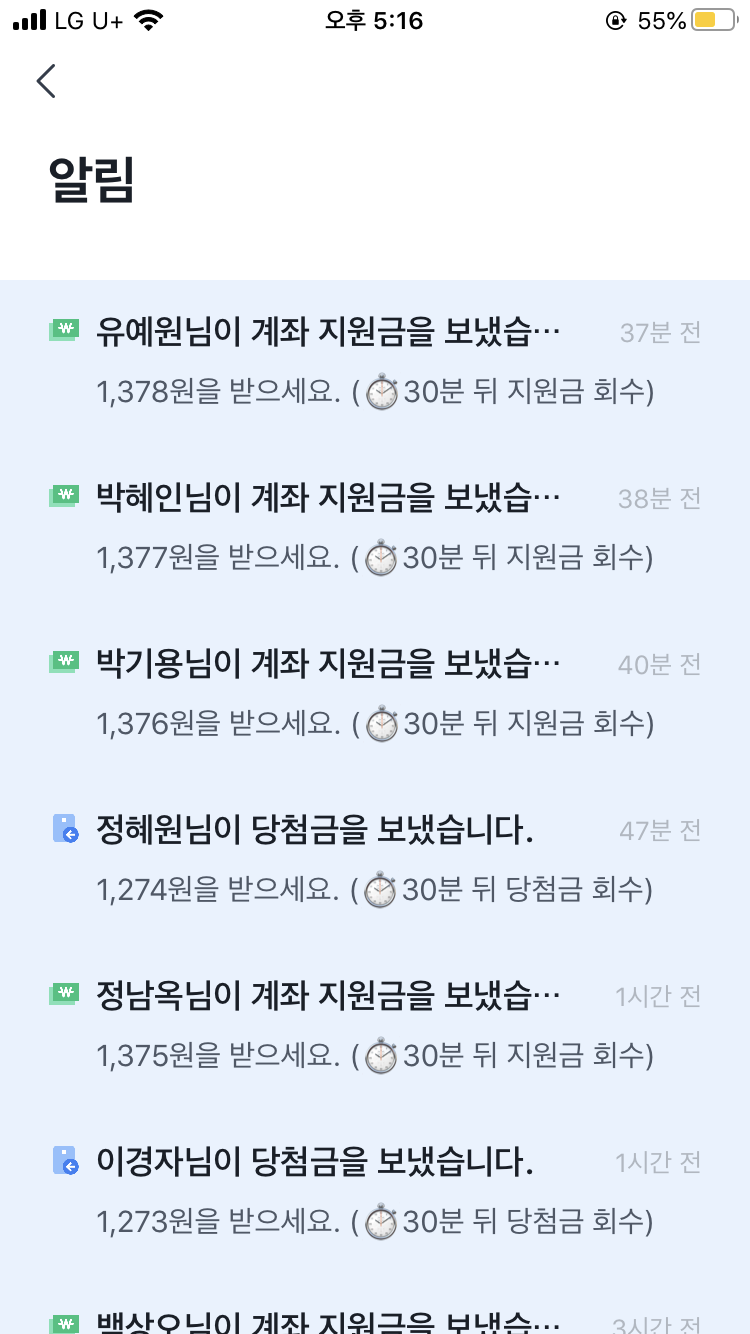 LG U+ 오후 5:16 55%
알림
유예원님이 계좌 지원금을 보냈습… 37분 전
1,378원을 받으세요. (⏱30분 뒤 지원금 회수)
박혜인님이 계좌 지원금을 보냈습… 38분 전
1,377원을 받으세요. (⏱30분 뒤 지원금 회수)
박기용님이 계좌 지원금을 보냈습… 40분 전
1,376원을 받으세요. (⏱30분 뒤 지원금 회수)
정혜원님이 당첨금을 보냈습니다. 47분 전
1,274원을 받으세요. (⏱30분 뒤 당첨금 회수)
정남옥님이 계좌 지원금을 보냈습… 1시간 전
1,375원을 받으세요. (⏱30분 뒤 지원금 회수)
이경자님이 당첨금을 보냈습니다. 1시간 전
1,273원을 받으세요. (⏱30분 뒤 당첨금 회수)
계좌 지원금을 보냈습… 3시간 전